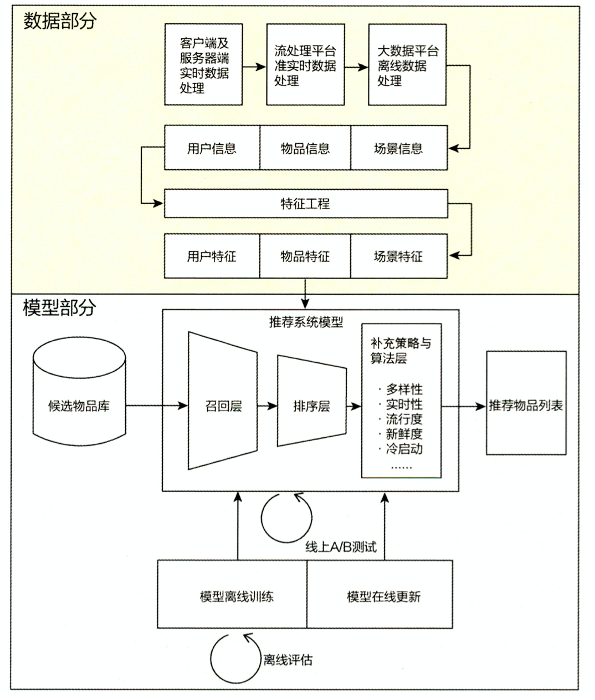 数据部分
客户端及
服务器端
实时数据
处理
流处理平台
准实时数据
处理
大数据平台
离线数据
处理
用户信息
物品信息
场景信息
特征工程
用户特征
物品特征
场景特征
模型部分
推荐系统模型
候选物品库
召回层
排序层
补充策略与
算法层
· 多样性
· 实时性
· 流行度
· 新鲜度
· 冷启动
……
推荐物品列表
线上A/B测试
模型离线训练
模型在线更新
离线评估